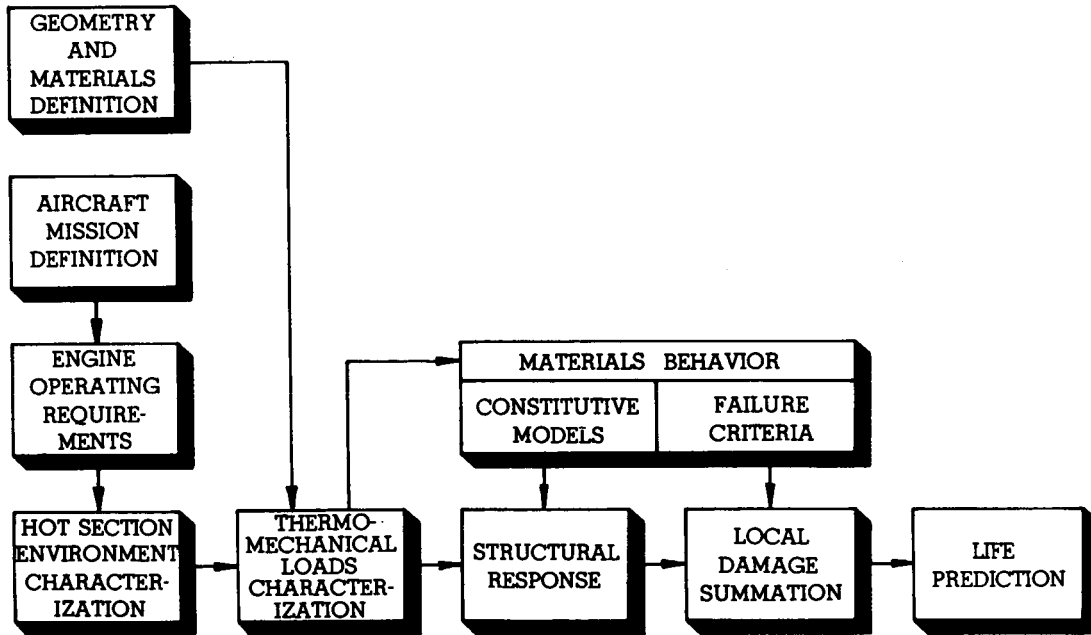 GEOMETRY
AND
MATERIALS
DEFINITION
AIRCRAFT
MISSION
DEFINITION
ENGINE
OPERATING
REQUIRE-
MENTS
MATERIALS BEHAVIOR
CONSTITUTIVE
MODELS
FAILURE
CRITERIA
HOT SECTION
ENVIRONMENT
CHARACTER-
IZATION
THERMO-
MECHANICAL
LOADS
CHARACTER-
IZATION
STRUCTURAL
RESPONSE
LOCAL
DAMAGE
SUMMATION
LIFE
PREDICTION